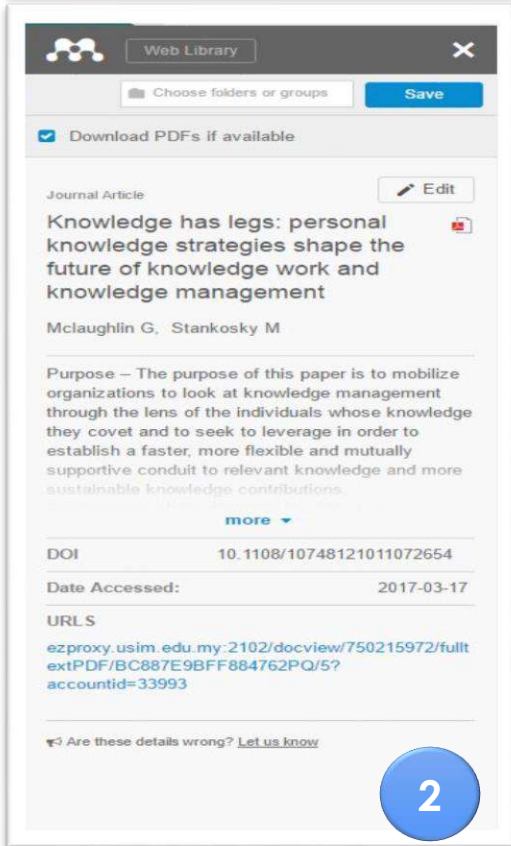 Web Library
Choose folders or groups
Save
Download PDFs if available
Journal Article
Edit
Knowledge has legs: personal
knowledge strategies shape the
future of knowledge work and
knowledge management
Mclaughlin G, Stankosky M
Purpose – The purpose of this paper is to mobilize
organizations to look at knowledge management
through the lens of the individuals whose knowledge
they covet and to seek to leverage in order to
establish a faster, more flexible and mutually
supportive conduit to relevant knowledge and more
sustainable knowledge contributions.
more
DOI 10.1108/10748121011072654
Date Accessed: 2017-03-17
URLS
ezproxy.usim.edu.my:2102/docview/750215972/fullt
extPDF/BC887E9BFF884762PQ/5?
accountid=33993
Are these details wrong? Let us know
2